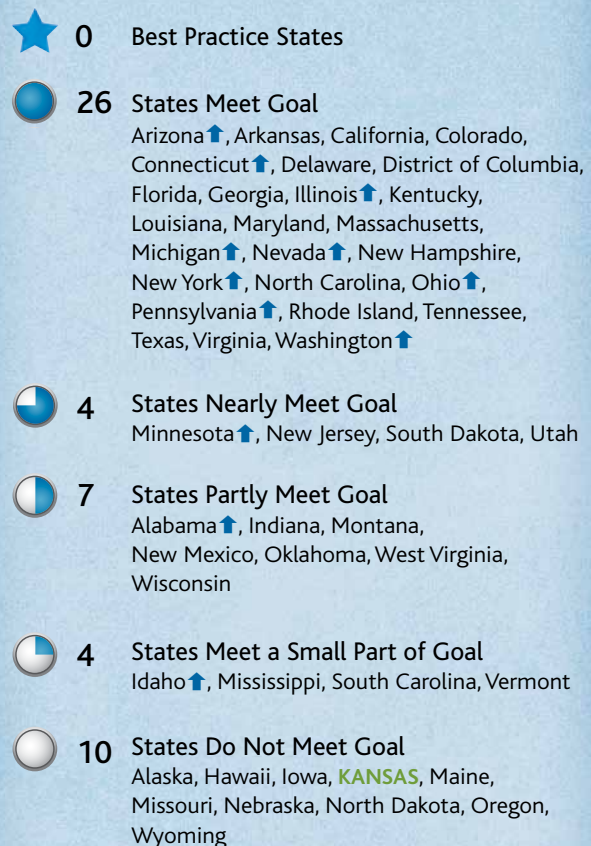 0 Best Practice States
26 States Meet Goal
Arizona⬆, Arkansas, California, Colorado,
Connecticut⬆, Delaware, District of Columbia,
Florida, Georgia, Illinois⬆, Kentucky,
Louisiana, Maryland, Massachusetts,
Michigan⬆, Nevada⬆, New Hampshire,
New York⬆, North Carolina, Ohio⬆,
Pennsylvania⬆, Rhode Island, Tennessee,
Texas, Virginia, Washington⬆
4 States Nearly Meet Goal
Minnesota⬆, New Jersey, South Dakota, Utah
7 States Partly Meet Goal
Alabama⬆, Indiana, Montana,
New Mexico, Oklahoma, West Virginia,
Wisconsin
4 States Meet a Small Part of Goal
Idaho⬆, Mississippi, South Carolina, Vermont
10 States Do Not Meet Goal
Alaska, Hawaii, Iowa, KANSAS, Maine,
Missouri, Nebraska, North Dakota, Oregon,
Wyoming